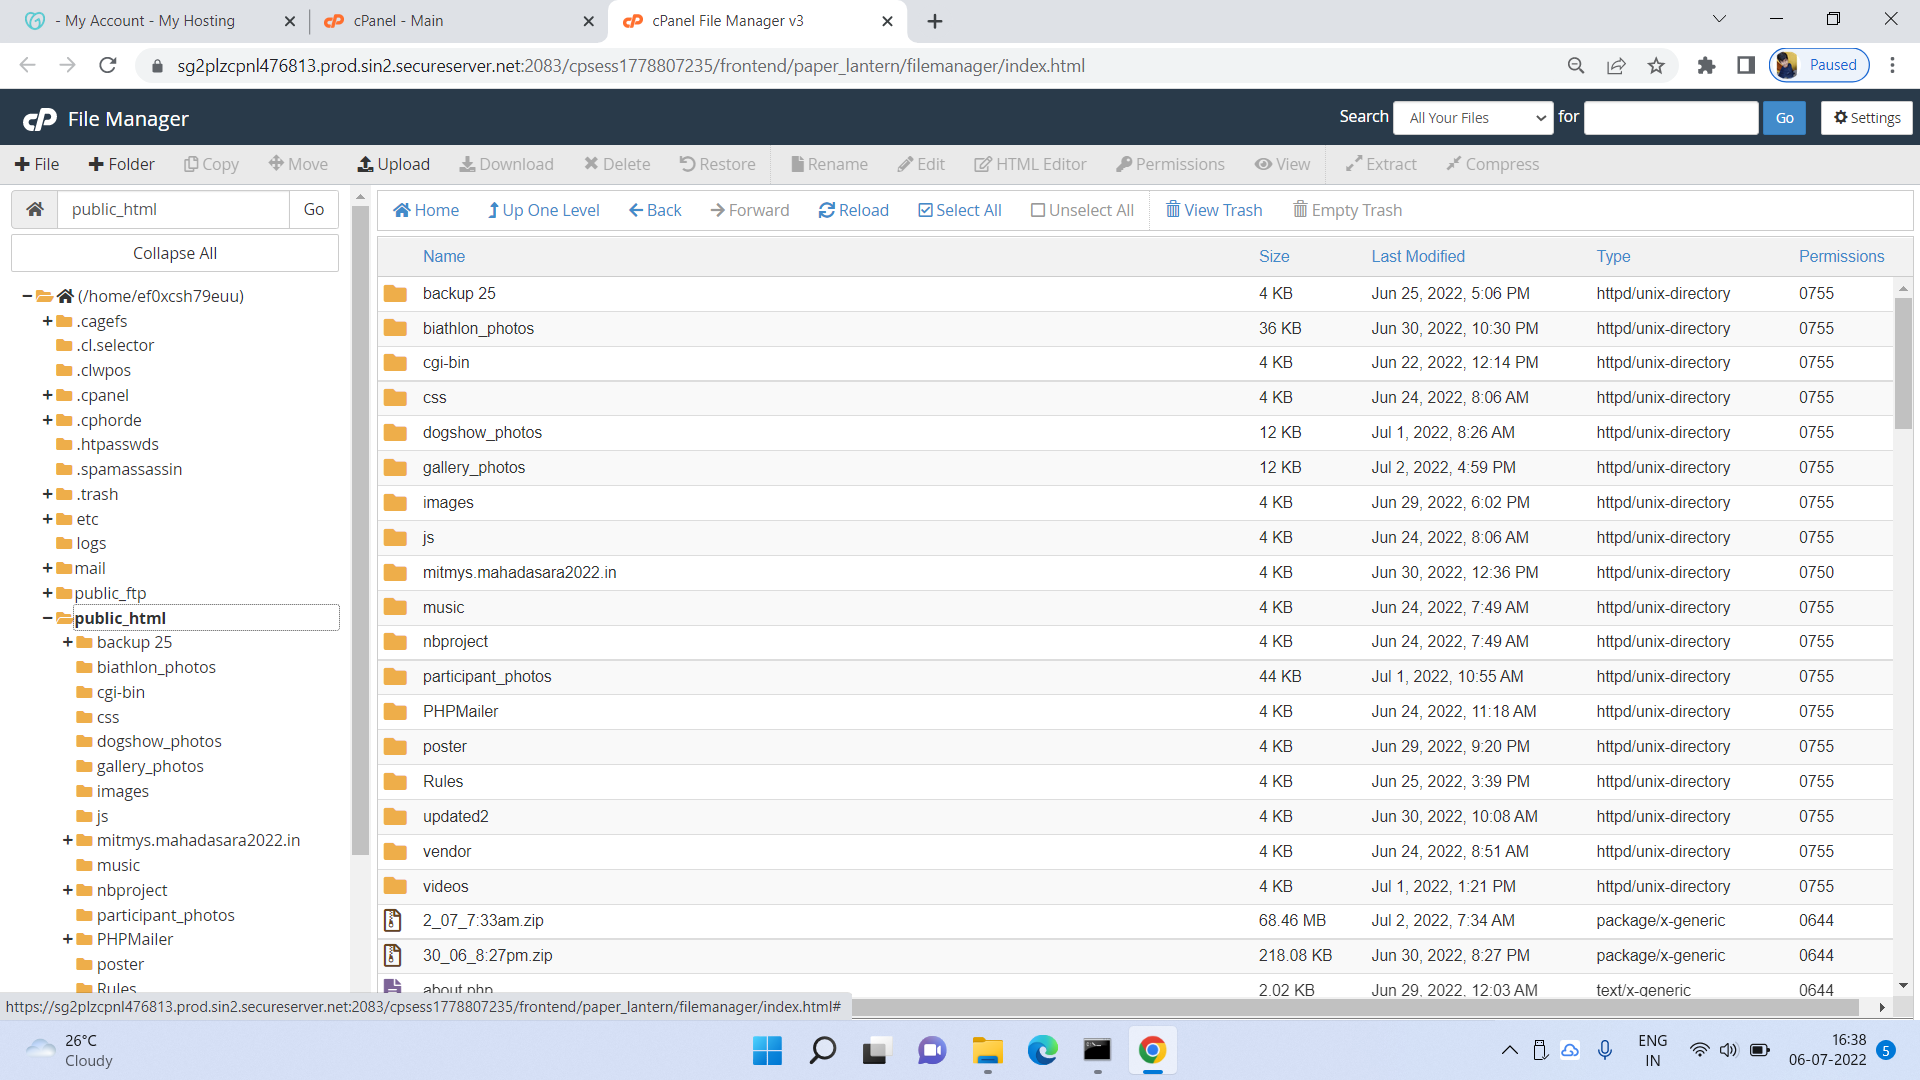 - My Account - My Hosting
cPanel - Main
cPanel File Manager v3
sg2plzcpnl476813.prod.sin2.secureserver.net:2083/cpsess1778807235/frontend/paper_lantern/filemanager/index.html
Paused
cP File Manager
Search All Your Files for Go Settings
File Folder Copy Move Upload Download Delete Restore Rename Edit HTML Editor Permissions View Extract Compress
public_html Go
Collapse All
(/home/ef0xcsh79euu)
.cagefs
.cl.selector
.clwpos
.cpanel
.cphorde
.htpasswds
.spamassassin
.trash
etc
logs
mail
public_ftp
public_html
backup 25
biathlon_photos
cgi-bin
css
dogshow_photos
gallery_photos
images
js
mitmys.mahadasara2022.in
music
nbproject
participant_photos
PHPMailer
poster
Rules
Home Up One Level Back Forward Reload Select All Unselect All View Trash Empty Trash
Name Size Last Modified Type Permissions
backup 25 4 KB Jun 25, 2022, 5:06 PM httpd/unix-directory 0755
biathlon_photos 36 KB Jun 30, 2022, 10:30 PM httpd/unix-directory 0755
cgi-bin 4 KB Jun 22, 2022, 12:14 PM httpd/unix-directory 0755
css 4 KB Jun 24, 2022, 8:06 AM httpd/unix-directory 0755
dogshow_photos 12 KB Jul 1, 2022, 8:26 AM httpd/unix-directory 0755
gallery_photos 12 KB Jul 2, 2022, 4:59 PM httpd/unix-directory 0755
images 4 KB Jun 29, 2022, 6:02 PM httpd/unix-directory 0755
js 4 KB Jun 24, 2022, 8:06 AM httpd/unix-directory 0755
mitmys.mahadasara2022.in 4 KB Jun 30, 2022, 12:36 PM httpd/unix-directory 0750
music 4 KB Jun 24, 2022, 7:49 AM httpd/unix-directory 0755
nbproject 4 KB Jun 24, 2022, 7:49 AM httpd/unix-directory 0755
participant_photos 44 KB Jul 1, 2022, 10:55 AM httpd/unix-directory 0755
PHPMailer 4 KB Jun 24, 2022, 11:18 AM httpd/unix-directory 0755
poster 4 KB Jun 29, 2022, 9:20 PM httpd/unix-directory 0755
Rules 4 KB Jun 25, 2022, 3:39 PM httpd/unix-directory 0755
updated2 4 KB Jun 30, 2022, 10:08 AM httpd/unix-directory 0755
vendor 4 KB Jun 24, 2022, 8:51 AM httpd/unix-directory 0755
videos 4 KB Jul 1, 2022, 1:21 PM httpd/unix-directory 0755
2_07_7:33am.zip 68.46 MB Jul 2, 2022, 7:34 AM package/x-generic 0644
30_06_8:27pm.zip 218.08 KB Jun 30, 2022, 8:27 PM package/x-generic 0644
about.php 2.02 KB Jun 29, 2022, 12:03 AM text/x-generic 0644
https://sg2plzcpnl476813.prod.sin2.secureserver.net:2083/cpsess1778807235/frontend/paper_lantern/filemanager/index.html#
26°C
Cloudy
ENG
IN
16:38
06-07-2022
5